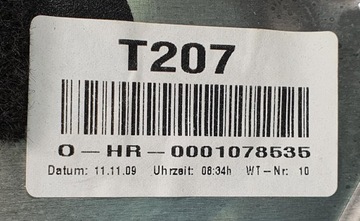 T207
O-HR-0001078535
Datum: 11.11.09 Uhrzeit: 08:34h WT-Nr: 10